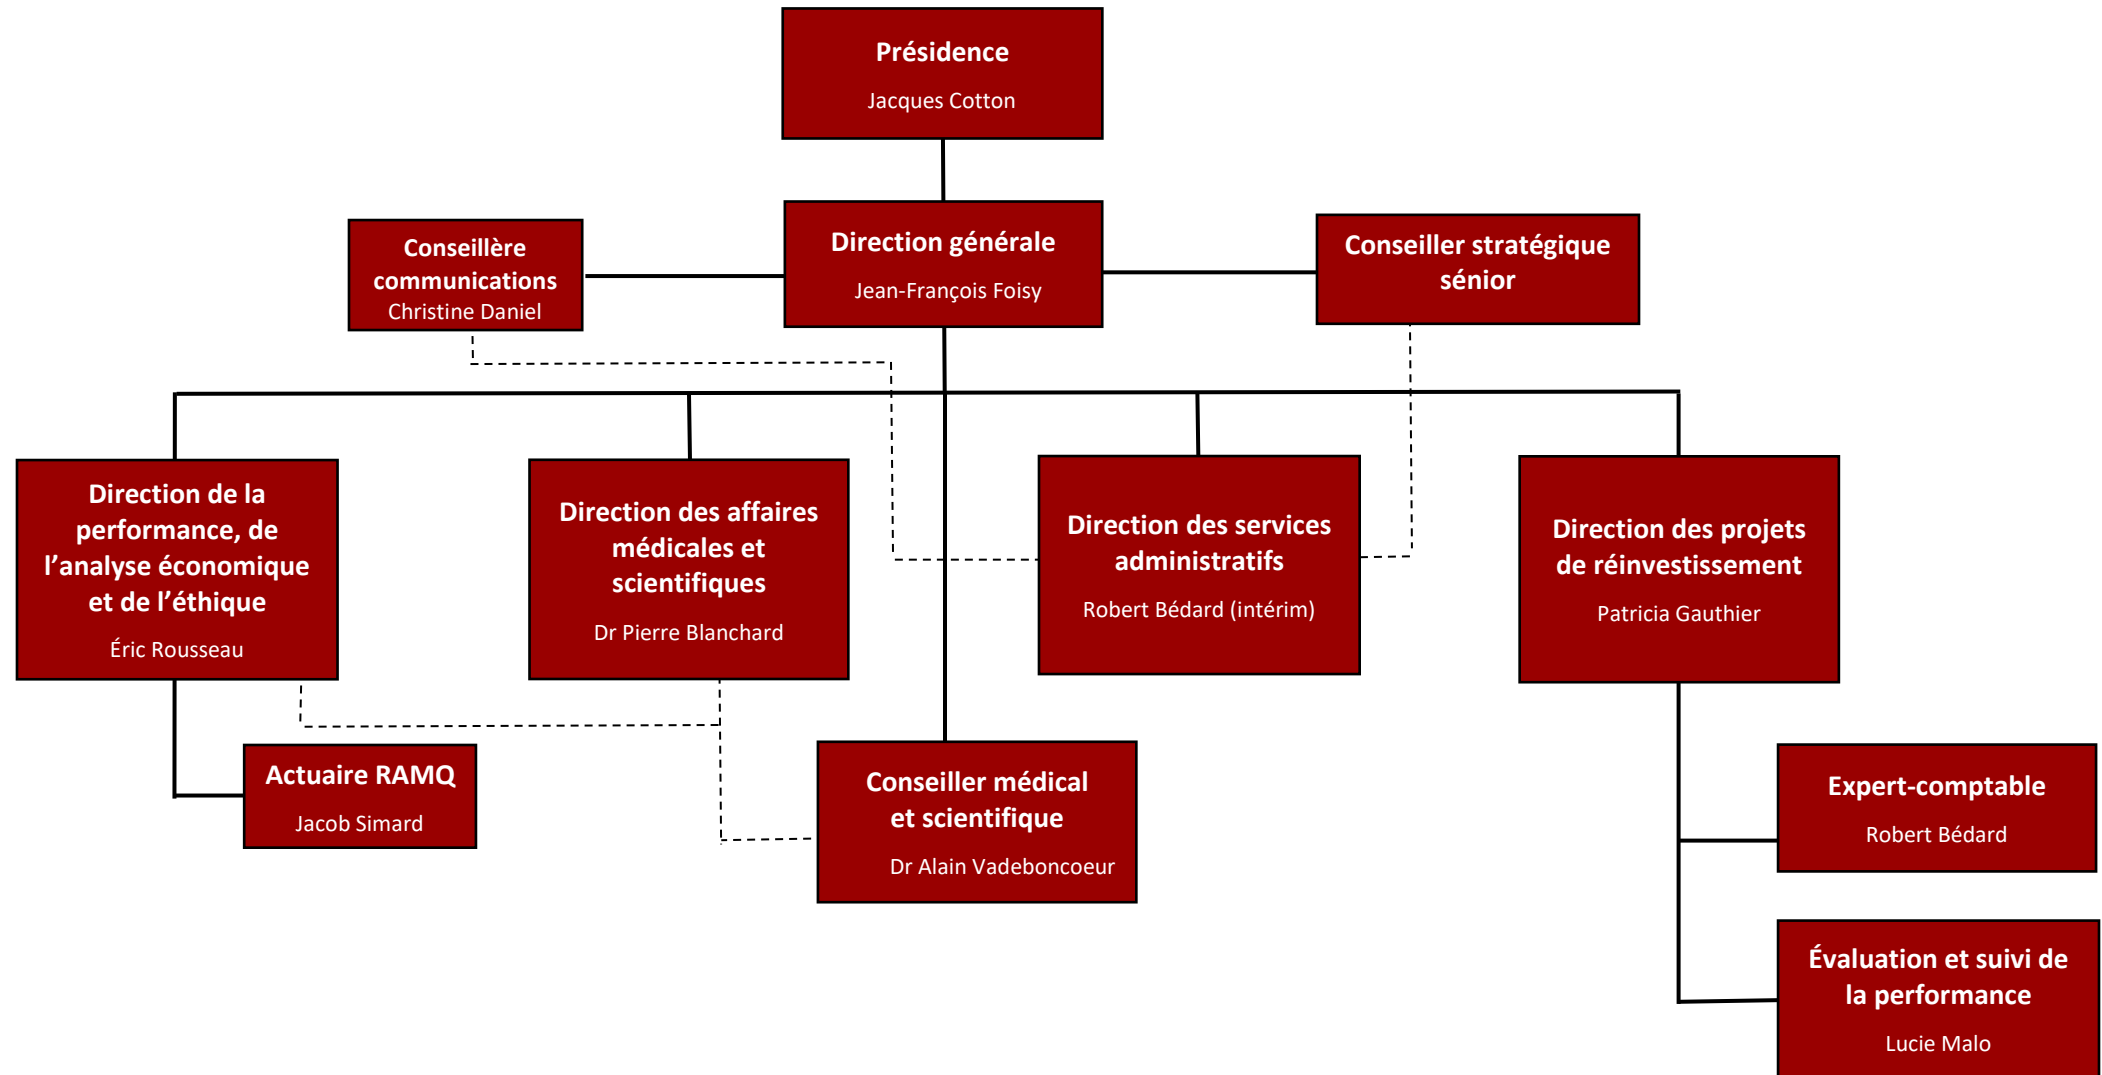 Présidence
Jacques Cotton
Conseillère
communications
Christine Daniel
Direction générale
Jean-François Foisy
Conseiller stratégique
sénior
Direction de la
performance, de
l’analyse économique
et de l’éthique
Éric Rousseau
Direction des affaires
médicales et
scientifiques
Dr Pierre Blanchard
Direction des services
administratifs
Robert Bédard (intérim)
Direction des projets
de réinvestissement
Patricia Gauthier
Actuaire RAMQ
Jacob Simard
Conseiller médical
et scientifique
Dr Alain Vadeboncoeur
Expert-comptable
Robert Bédard
Évaluation et suivi de
la performance
Lucie Malo